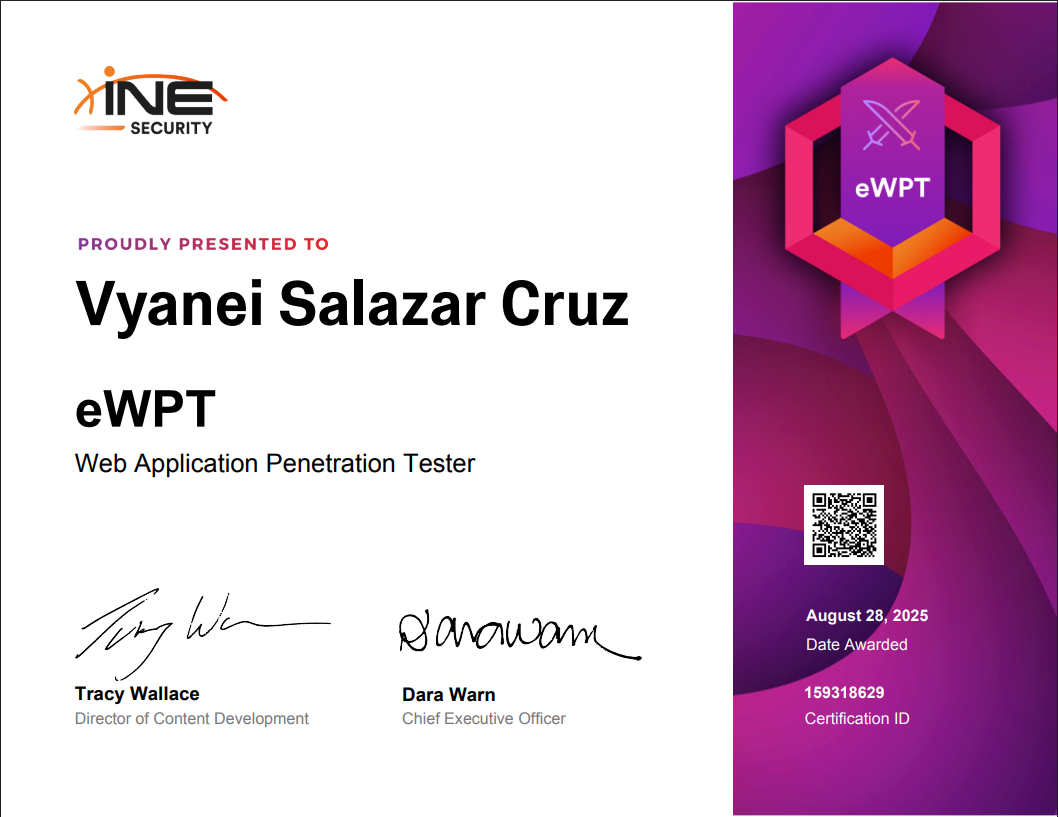 iNE
SECURITY
PROUDLY PRESENTED TO
Vyanei Salazar Cruz
eWPT
Web Application Penetration Tester
Tracy Wallace
Director of Content Development
Dara Warn
Chief Executive Officer
eWPT
August 28, 2025
Date Awarded
159318629
Certification ID